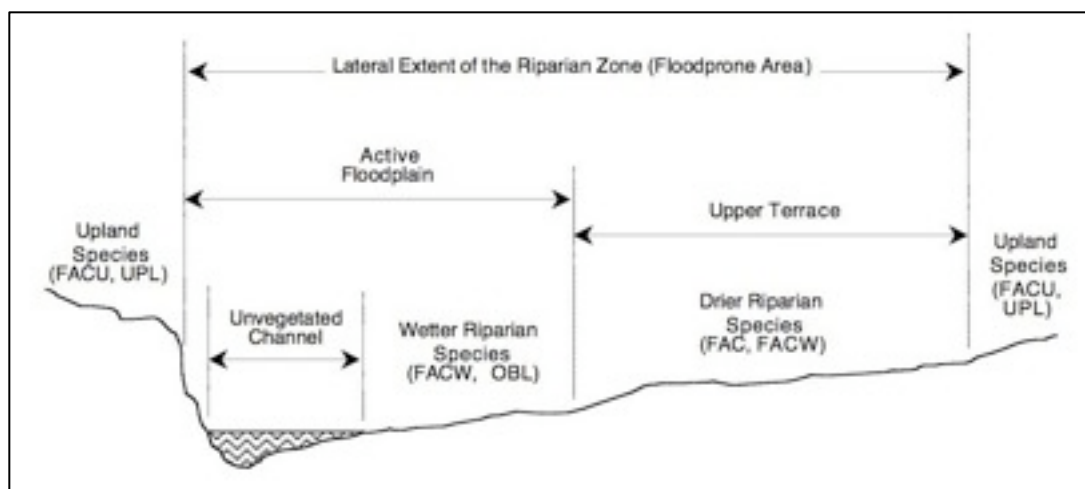 Lateral Extent of the Riparian Zone (Floodprone Area)
Active
Floodplain
Upper Terrace
Upland
Species
(FACU, UPL)
Unvegetated
Channel
Wetter Riparian
Species
(FACW, OBL)
Drier Riparian
Species
(FAC, FACW)
Upland
Species
(FACU,
UPL)